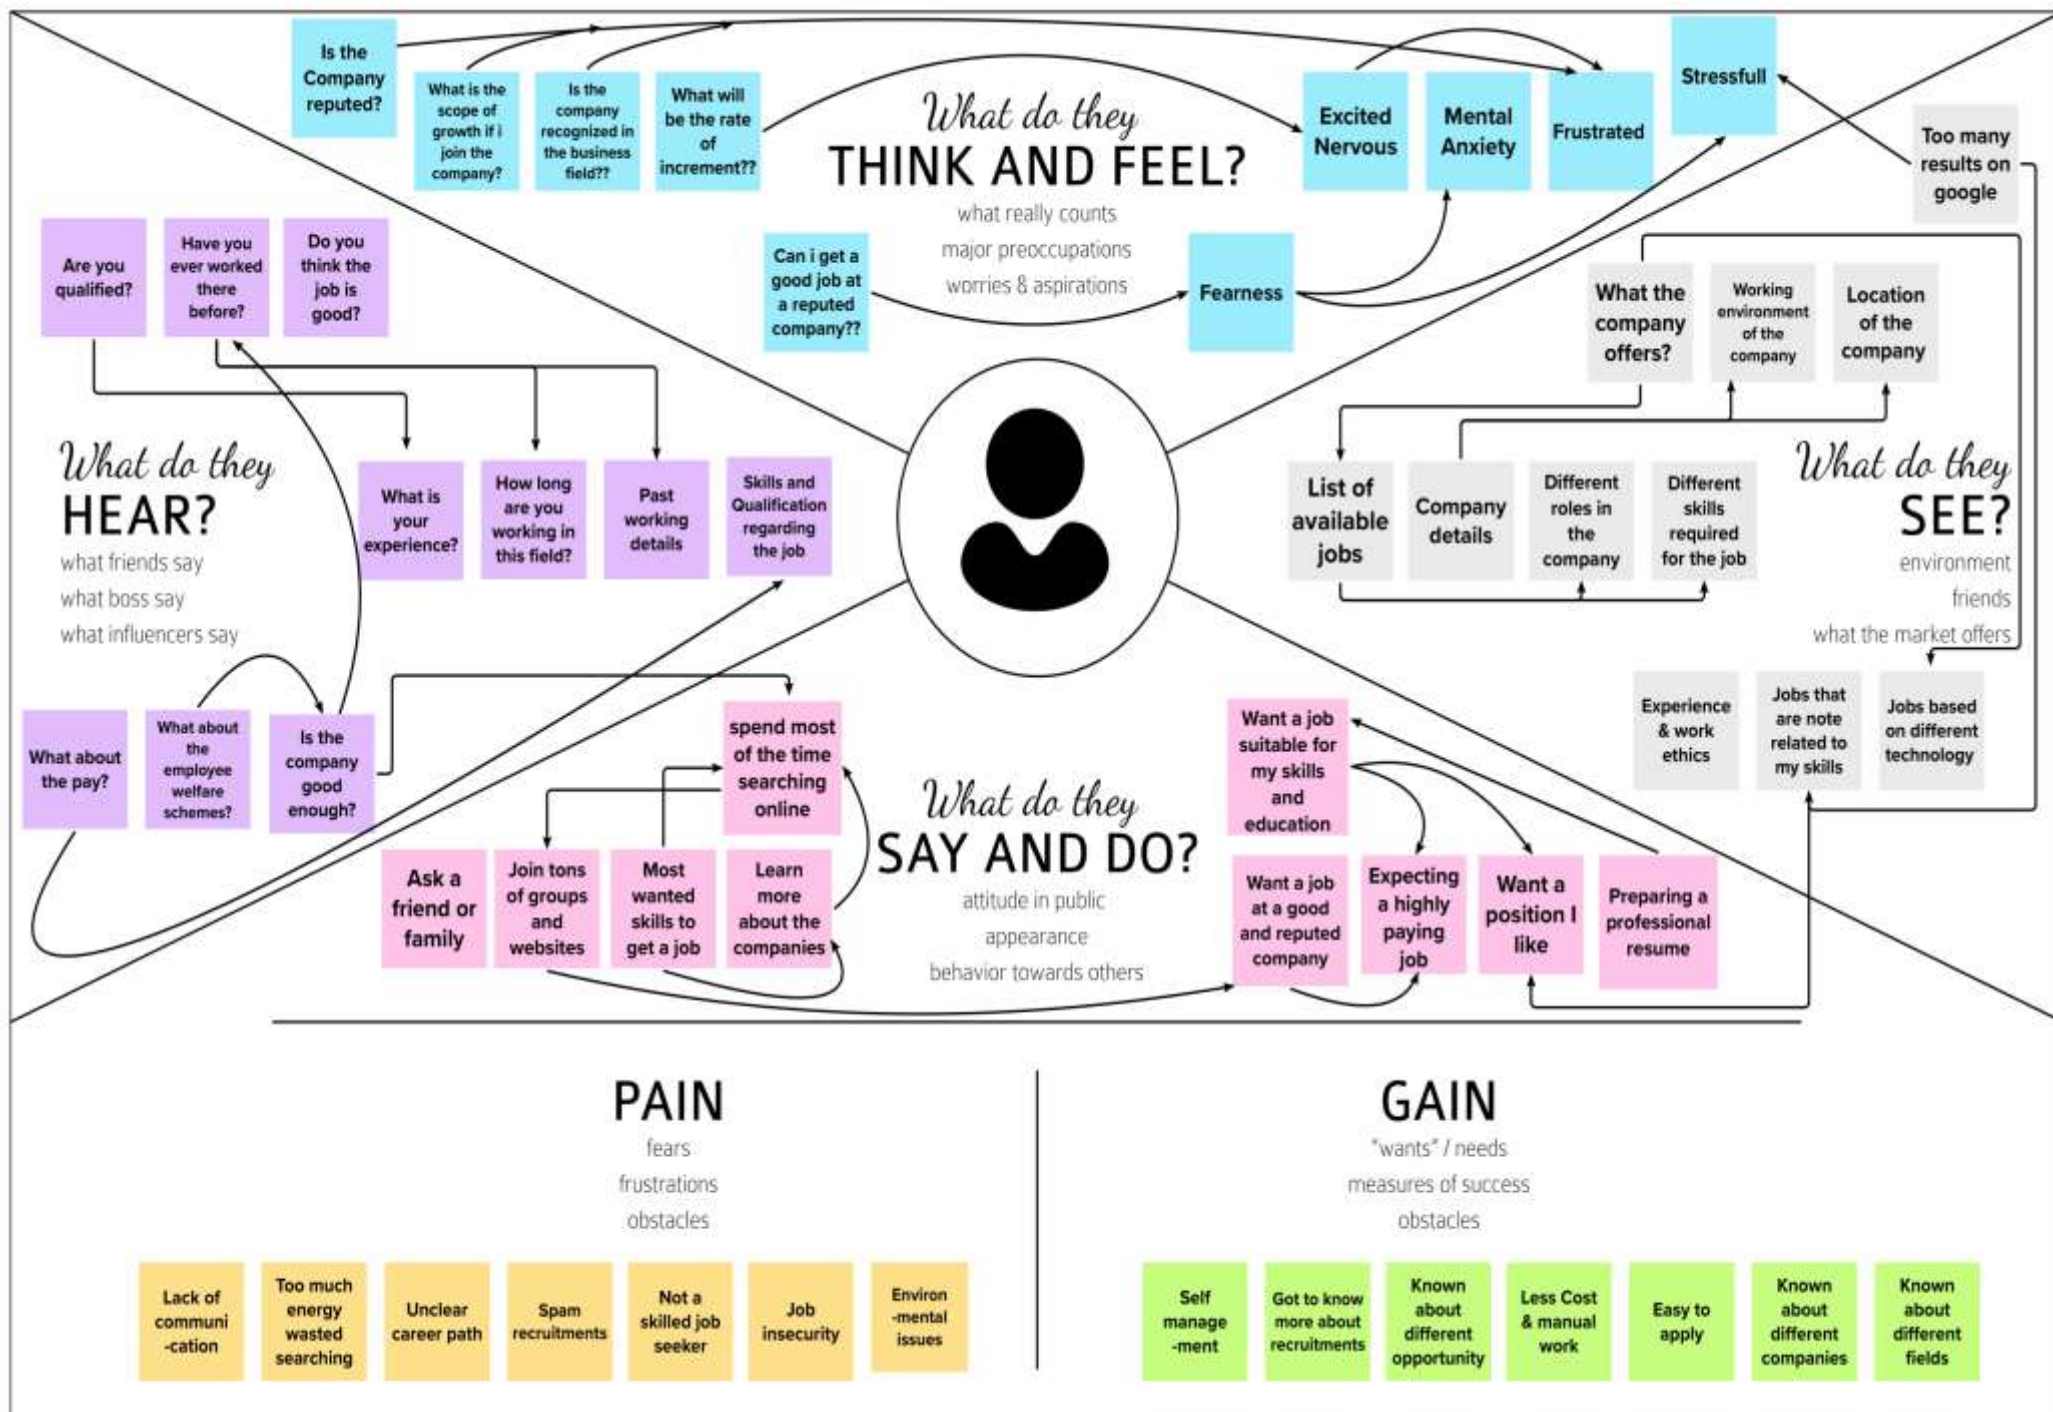 Is the
Company
reputed?
What is the
scope of
growth if i
join the
company?
Is the
company
recognized in
the business
field??
What will
be the rate
of
increment??
What do they
THINK AND FEEL?
what really counts
major preoccupations
worries & aspirations
Excited
Nervous
Mental
Anxiety
Frustrated
Stressfull
Can i get a
good job at
a reputed
company??
Fearness
Too many
results on
google
Are you
qualified?
Have you
ever worked
there
before?
Do you
think the
job is
good?
What do they
HEAR?
what friends say
what boss say
what influencers say
What is
your
experience?
How long
are you
working in
this field?
Past
working
details
Skills and
Qualification
regarding
the job
What about
the pay?
What about
the
employee
welfare
schemes?
Is the
company
good
enough?
What the
company
offers?
Working
environment
of the
company
Location
of the
company
List of
available
jobs
Company
details
Different
roles in
the
company
Different
skills
required
for the job
What do they
SEE?
environment
friends
what the market offers
Experience
& work
ethics
Jobs that
are note
related to
my skills
Jobs based
on different
technology
spend most
of the time
searching
online
Ask a
friend or
family
Join tons
of groups
and
websites
Most
wanted
skills to
get a job
Learn
more
about the
companies
What do they
SAY AND DO?
attitude in public
appearance
behavior towards others
Want a job
suitable for
my skills
and
education
Want a job
at a good
and reputed
company
Expecting
a highly
paying
job
Want a
position I
like
Preparing a
professional
resume
PAIN
fears
frustrations
obstacles
Lack of
communi
-cation
Too much
energy
wasted
searching
Unclear
career path
Spam
recruitments
Not a
skilled job
seeker
Job
insecurity
Environ
-mental
issues
GAIN
"wants" / needs
measures of success
obstacles
Self
manage
-ment
Got to know
more about
recruitments
Known
about
different
opportunity
Less Cost
& manual
work
Easy to
apply
Known
about
different
companies
Known
about
different
fields